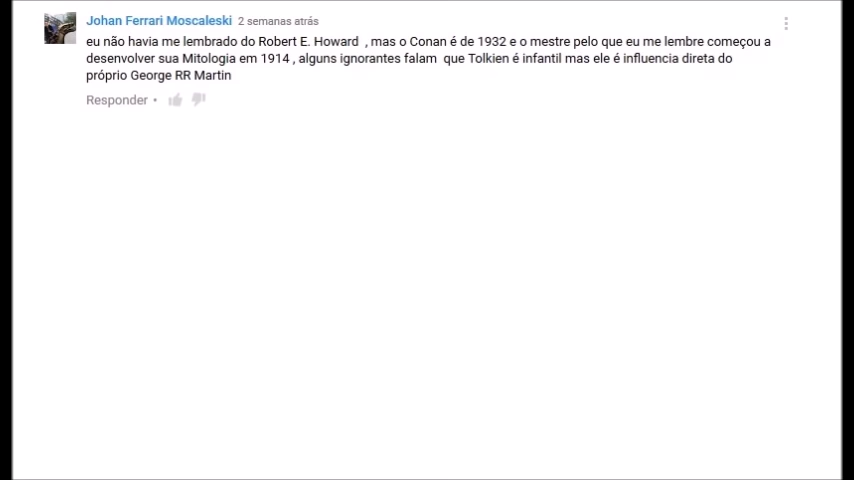 Johan Ferrari Moscaleski 2 semanas atrás
eu não havia me lembrado do Robert E. Howard , mas o Conan é de 1932 e o mestre pelo que eu me lembre começou a
desenvolver sua Mitologia em 1914 , alguns ignorantes falam que Tolkien é infantil mas ele é influencia direta do
próprio George RR Martin
Responder •